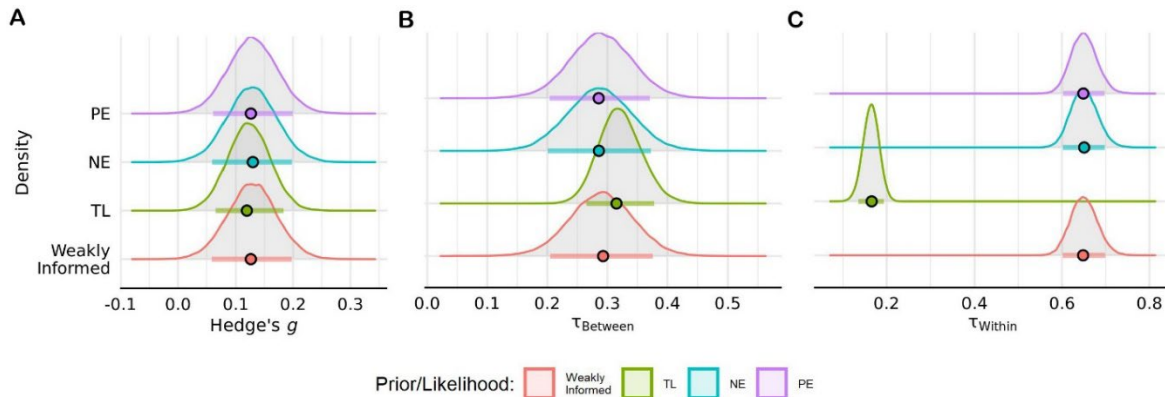 A
B
C
Density
PE
NE
TL
Weakly
Informed
-0.1 0.0 0.1 0.2 0.3
Hedge's g
0.0 0.1 0.2 0.3 0.4 0.5
τBetween
0.2 0.4 0.6 0.8
τWithin
Prior/Likelihood: Weakly
Informed TL NE PE